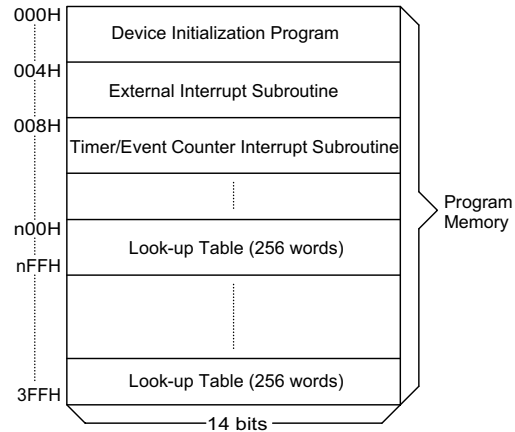 000H
Device Initialization Program
004H
External Interrupt Subroutine
008H
Timer/Event Counter Interrupt Subroutine
Program
Memory
n00H
Look-up Table (256 words)
nFFH
Look-up Table (256 words)
3FFH
14 bits